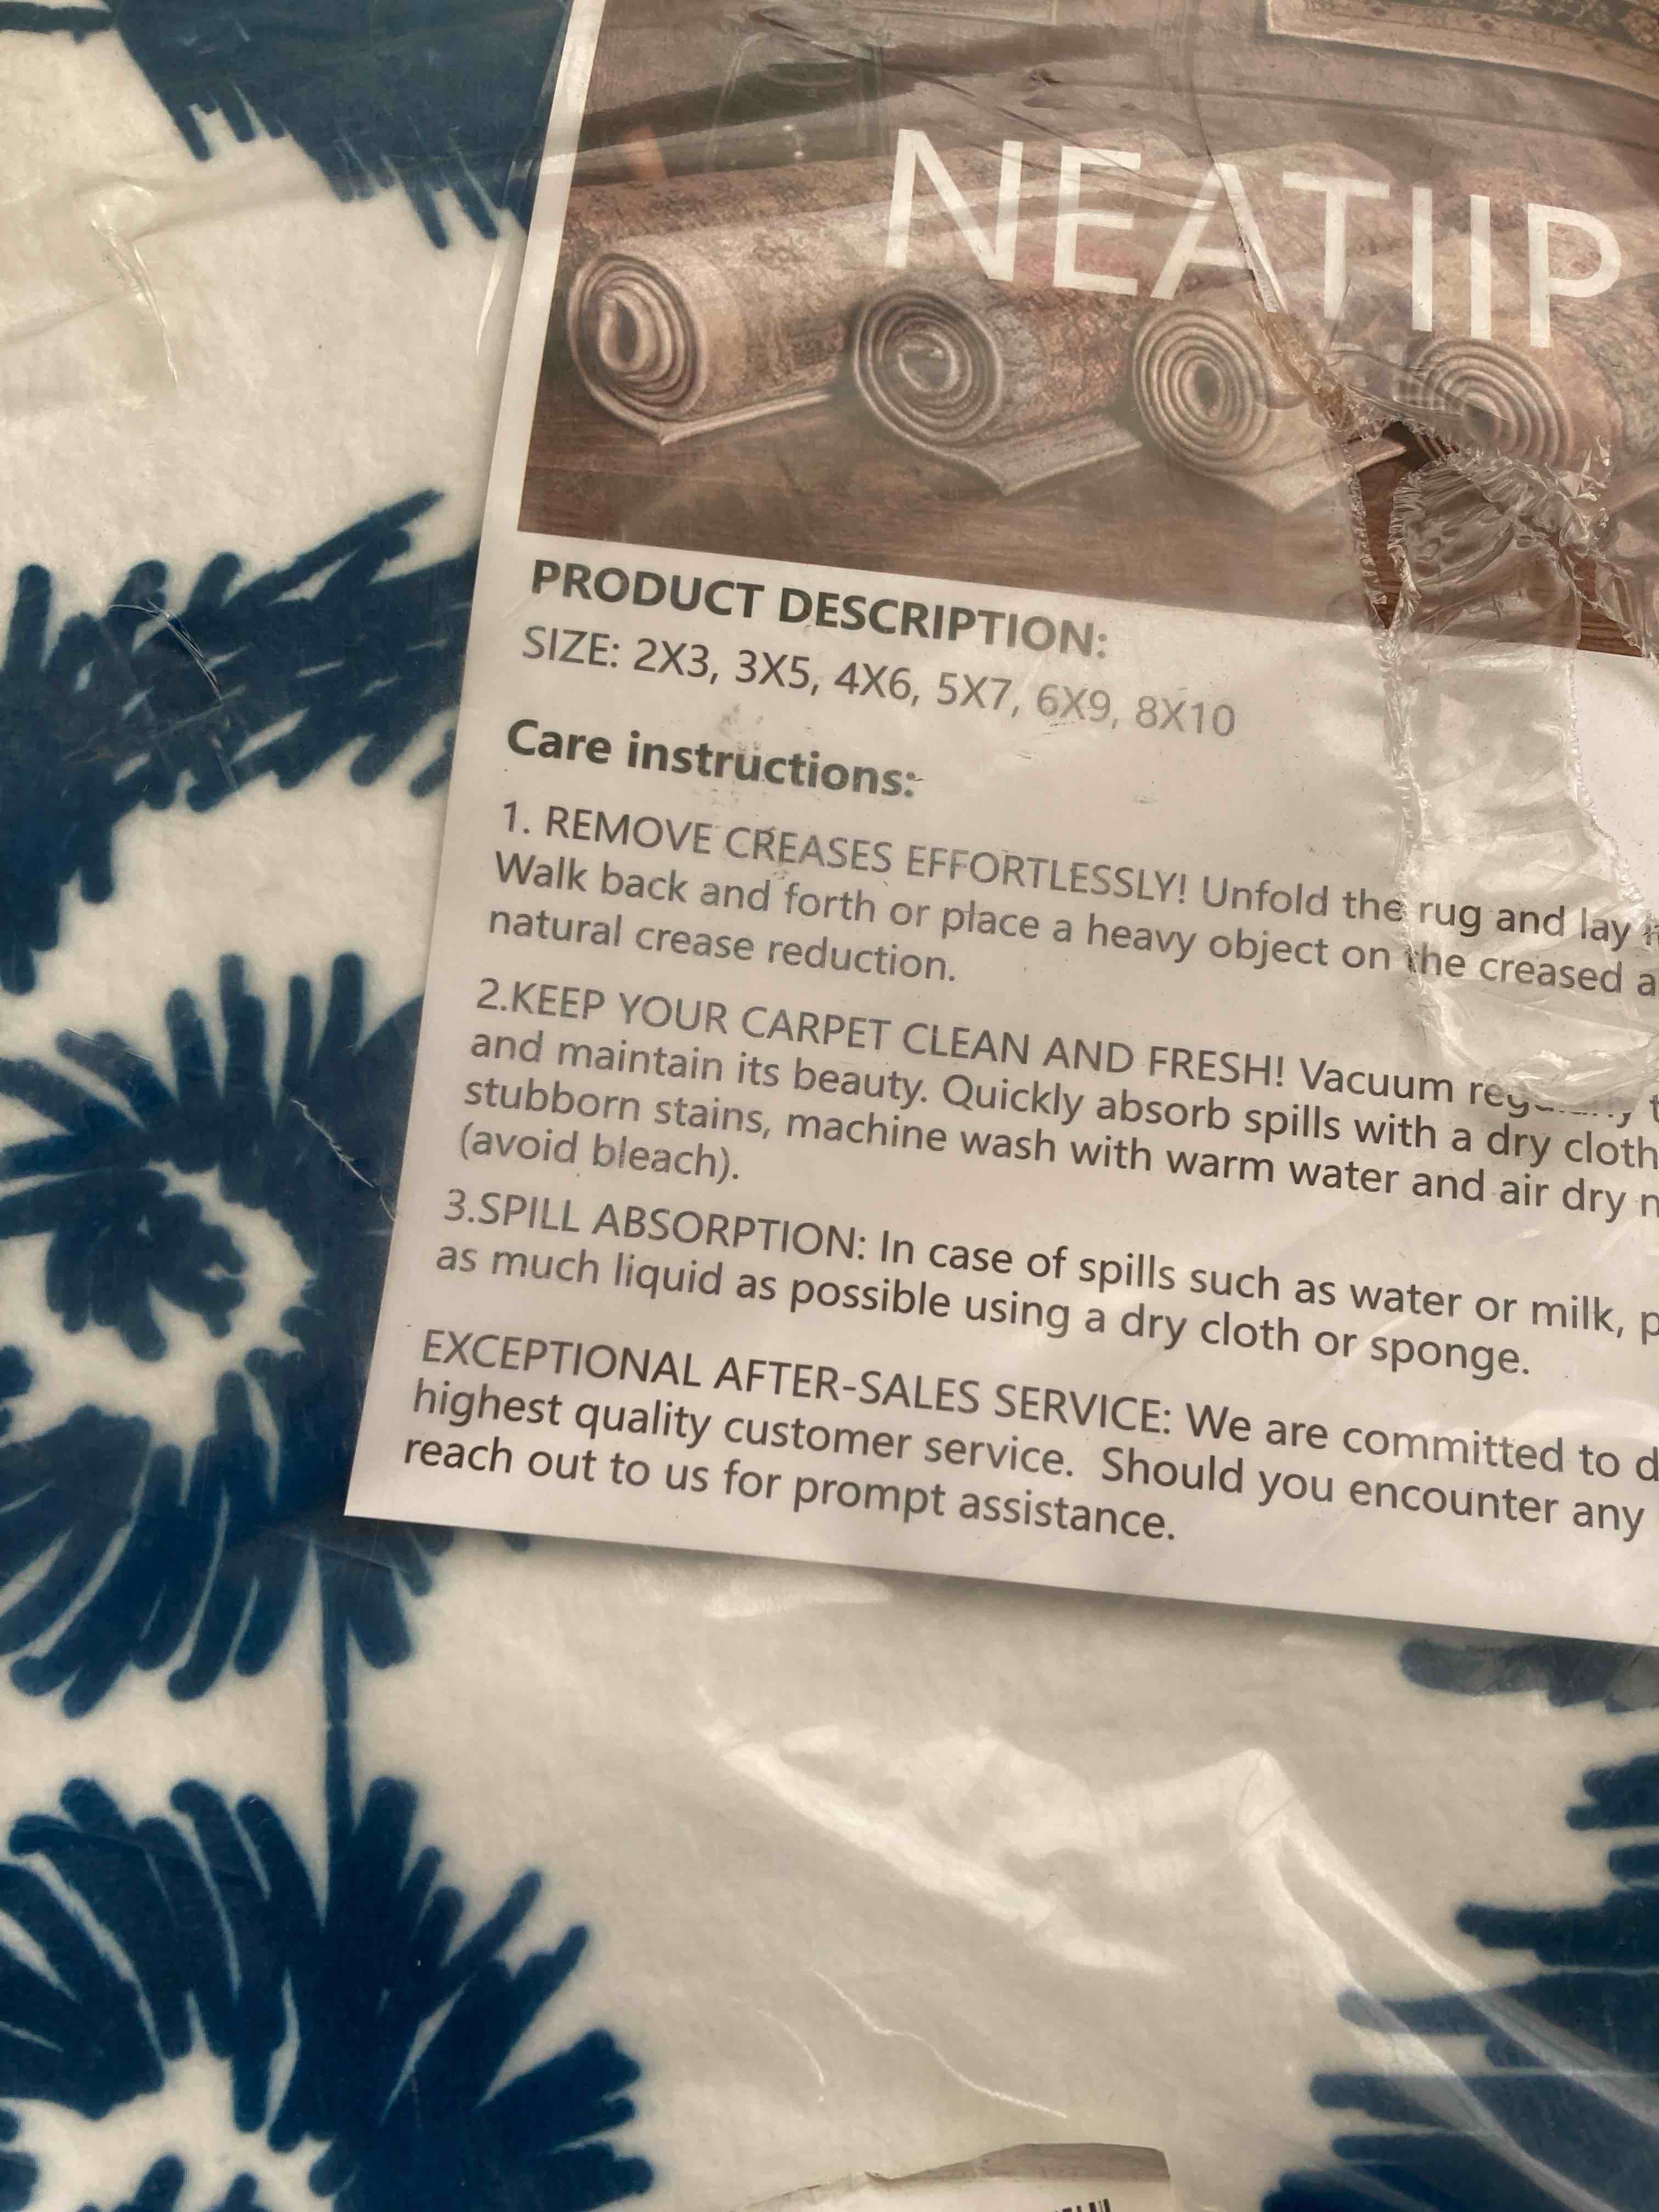 NEATIIP
PRODUCT DESCRIPTION:
SIZE: 2X3, 3X5, 4X6, 5X7, 6X9, 8X10
Care instructions:
1. REMOVE CREASES EFFORTLESSLY! Unfold the rug and lay
Walk back and forth or place a heavy object on the creased a
natural crease reduction.
2.KEEP YOUR CARPET CLEAN AND FRESH! Vacuum regularly t
and maintain its beauty. Quickly absorb spills with a dry cloth
stubborn stains, machine wash with warm water and air dry n
(avoid bleach).
3.SPILL ABSORPTION: In case of spills such as water or milk, p
as much liquid as possible using a dry cloth or sponge.
EXCEPTIONAL AFTER-SALES SERVICE: We are committed to d
highest quality customer service. Should you encounter any
reach out to us for prompt assistance.